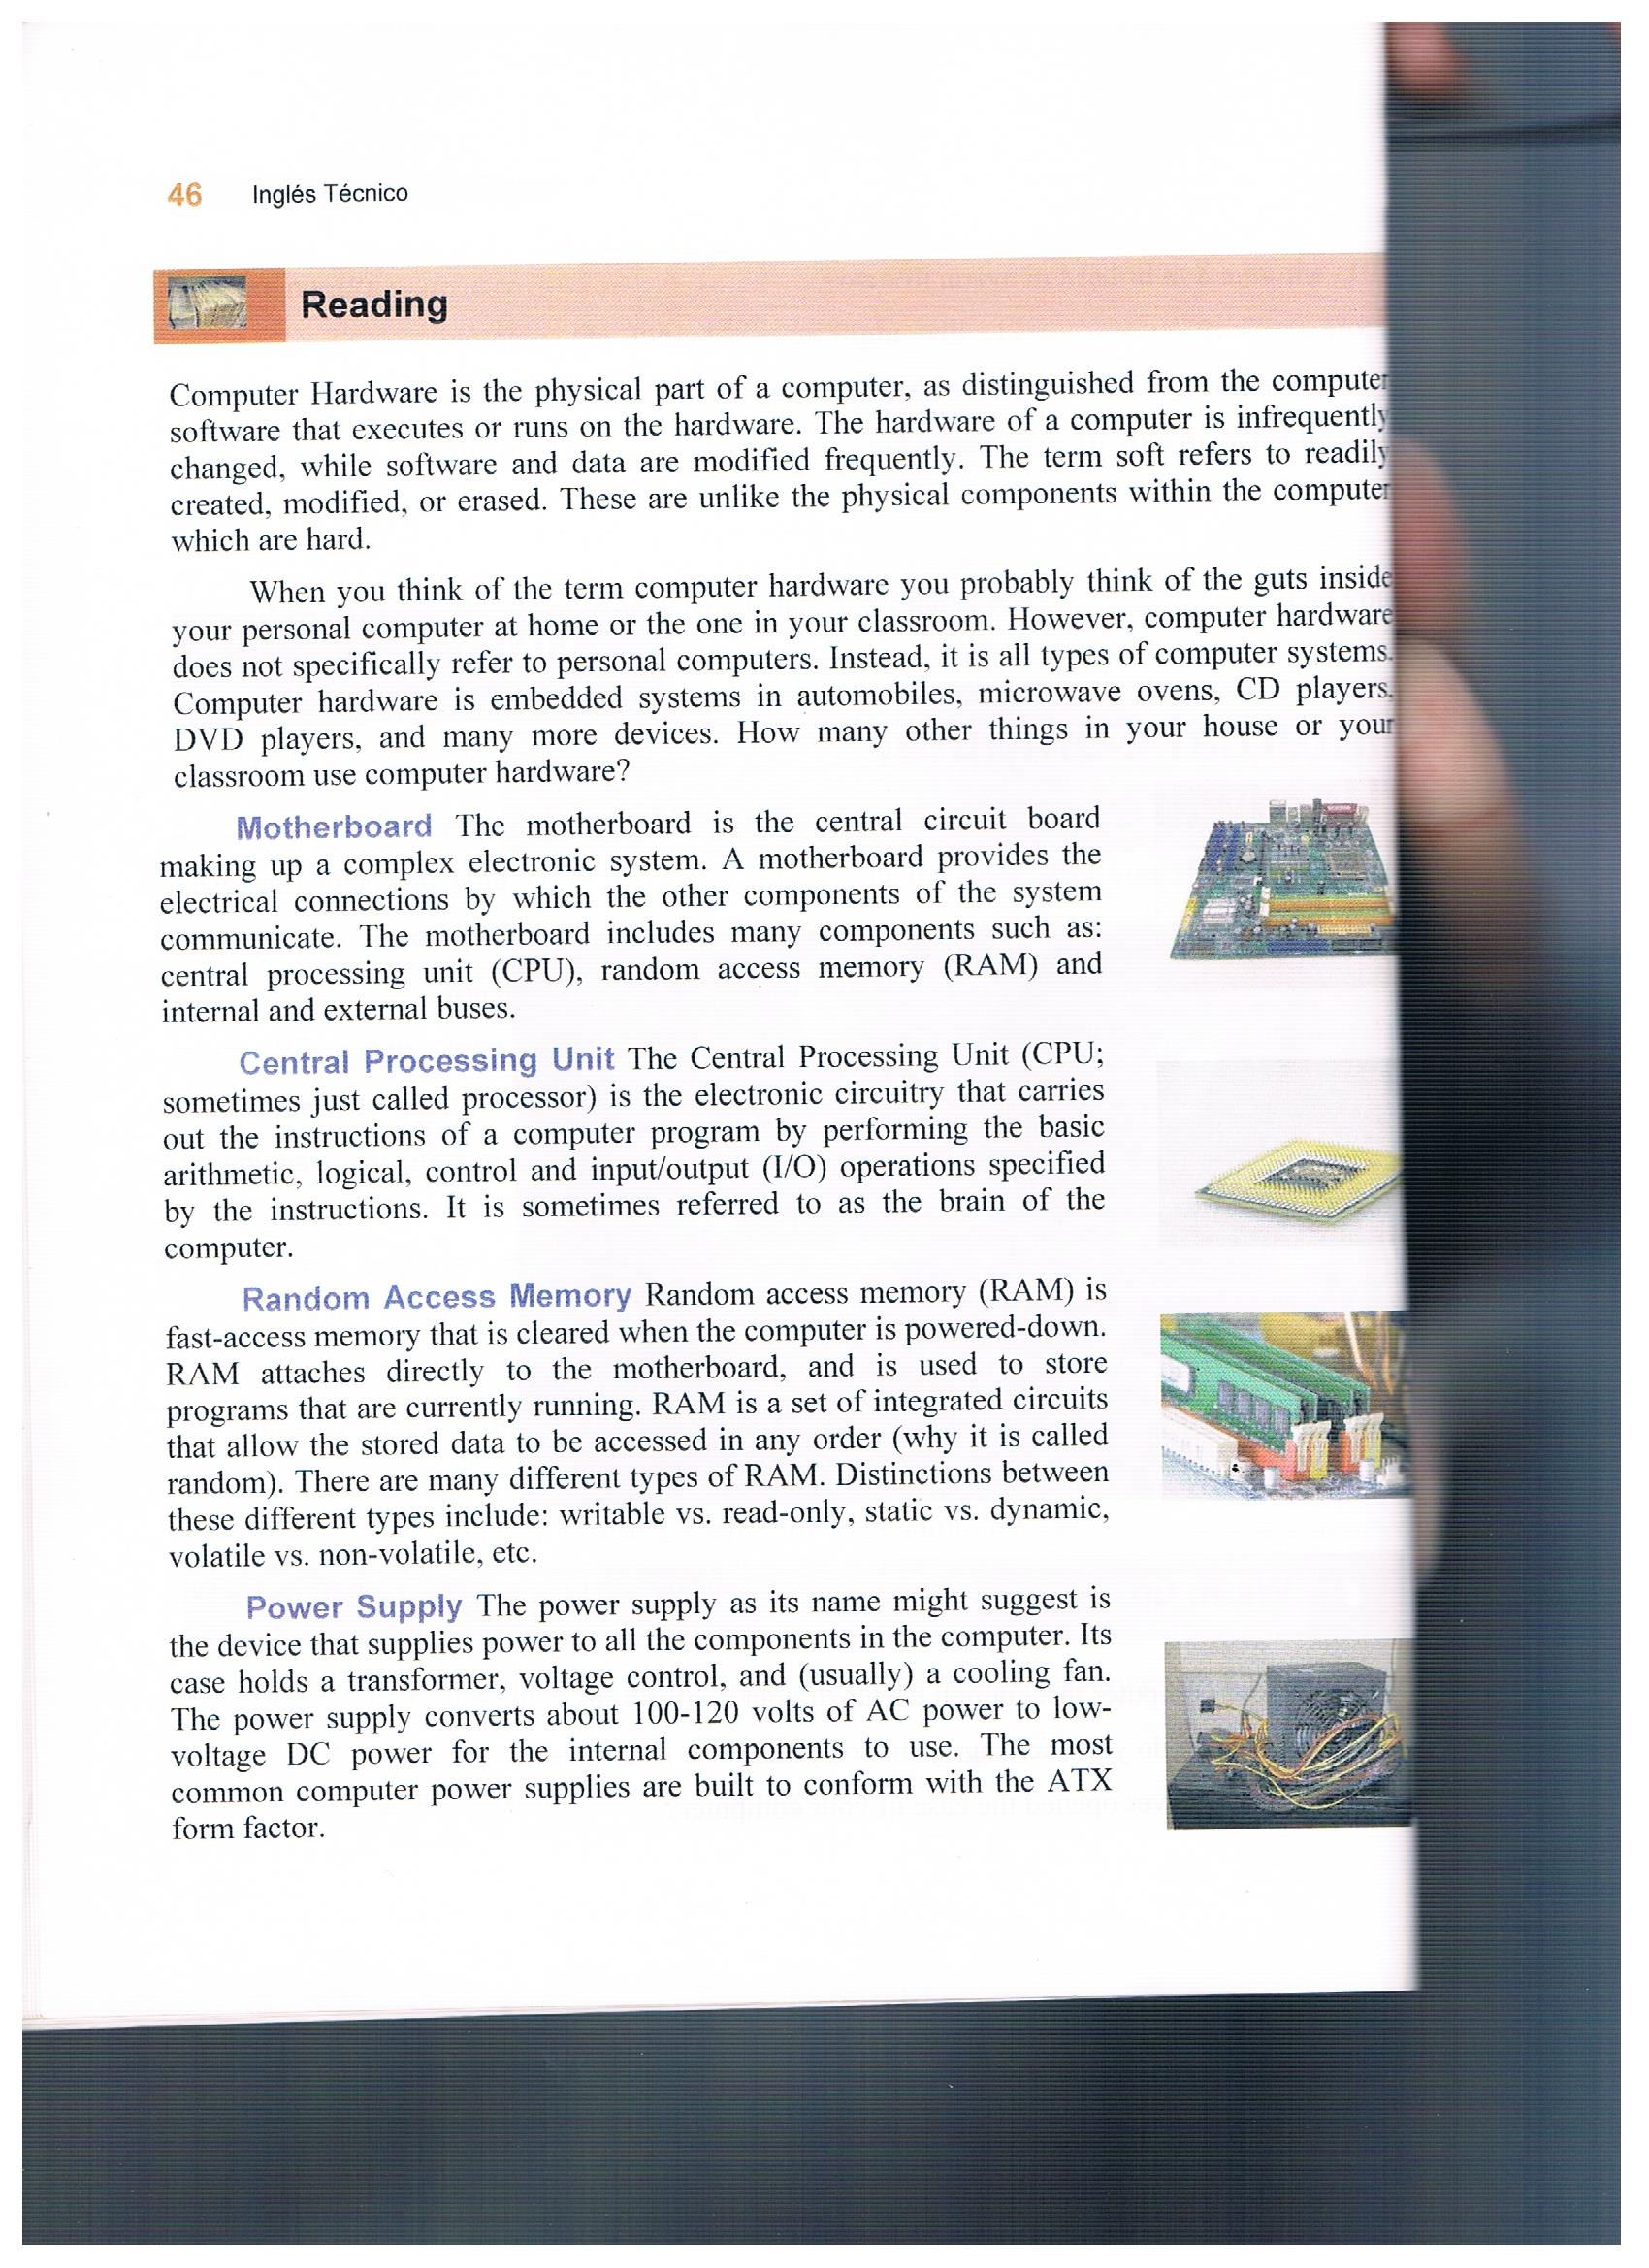 46 Inglés Técnico
Reading
Computer Hardware is the physical part of a computer, as distinguished from the computer
software that executes or runs on the hardware. The hardware of a computer is infrequently
changed, while software and data are modified frequently. The term soft refers to readily
created, modified, or erased. These are unlike the physical components within the computer
which are hard.
When you think of the term computer hardware you probably think of the guts inside
your personal computer at home or the one in your classroom. However, computer hardware
does not specifically refer to personal computers. Instead, it is all types of computer systems.
Computer hardware is embedded systems in automobiles, microwave ovens, CD players,
DVD players, and many more devices. How many other things in your house or your
classroom use computer hardware?
Motherboard The motherboard is the central circuit board
making up a complex electronic system. A motherboard provides the
electrical connections by which the other components of the system
communicate. The motherboard includes many components such as:
central processing unit (CPU), random access memory (RAM) and
internal and external buses.
Central Processing Unit The Central Processing Unit (CPU;
sometimes just called processor) is the electronic circuitry that carries
out the instructions of a computer program by performing the basic
arithmetic, logical, control and input/output (I/O) operations specified
by the instructions. It is sometimes referred to as the brain of the
computer.
Random Access Memory Random access memory (RAM) is
fast-access memory that is cleared when the computer is powered-down.
RAM attaches directly to the motherboard, and is used to store
programs that are currently running. RAM is a set of integrated circuits
that allow the stored data to be accessed in any order (why it is called
random). There are many different types of RAM. Distinctions between
these different types include: writable vs. read-only, static vs. dynamic,
volatile vs. non-volatile, etc.
Power Supply The power supply as its name might suggest is
the device that supplies power to all the components in the computer. Its
case holds a transformer, voltage control, and (usually) a cooling fan.
The power supply converts about 100-120 volts of AC power to low-
voltage DC power for the internal components to use. The most
common computer power supplies are built to conform with the ATX
form factor.